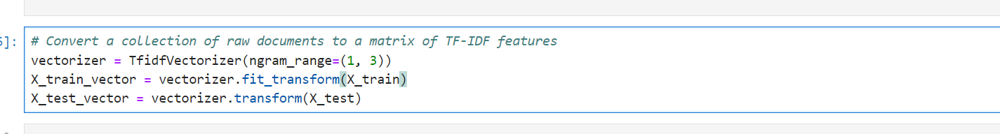 ]: # Convert a collection of raw documents to a matrix of TF-IDF features
vectorizer = TfidfVectorizer(ngram_range=(1, 3))
X_train_vector = vectorizer.fit_transform(X_train)
X_test_vector = vectorizer.transform(X_test)